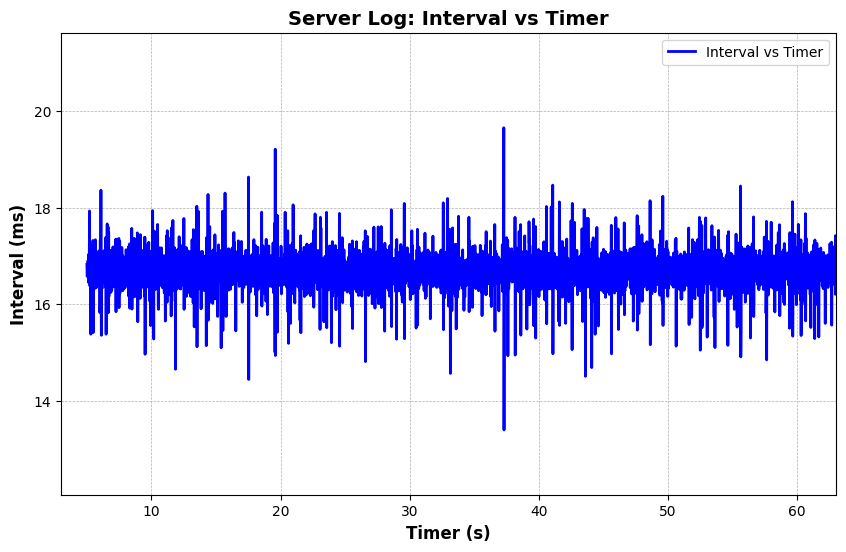 Server Log: Interval vs Timer
Interval vs Timer
20
18
16
14
Interval (ms)
10
20
30
40
50
60
Timer (s)